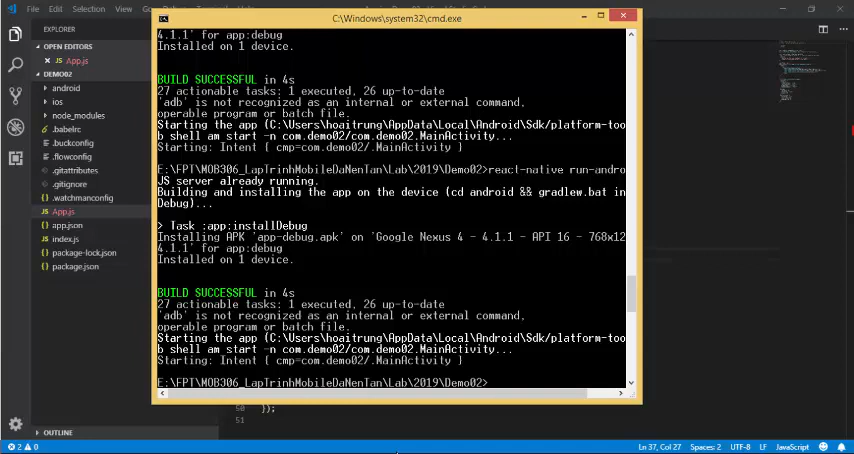 File Edit Selection View Go
C:\Windows\system32\cmd.exe
EXPLORER
OPEN EDITORS
JS App.js
DEMO02
android
ios
node_modules
.babelrc
.buckconfig
.flowconfig
.gitattributes
.gitignore
.watchmanconfig
App.js
app.json
index.js
package-lock.json
package.json
OUTLINE
4.1.1' for app:debug
Installed on 1 device.
BUILD SUCCESSFUL in 4s
27 actionable tasks: 1 executed, 26 up-to-date
'adb' is not recognized as an internal or external command,
operable program or batch file.
Starting the app (C:\Users\hoaitrung\AppData\Local\Android\Sdk/platform-too
b shell am start -n com.demo02/com.demo02.MainActivity...
Starting: Intent { cmp=com.demo02/.MainActivity }
E:\FPT\MOB306_LapTrinhMobileDaNenTan\Lab\2019\Demo02>react-native run-andro
JS server already running.
Building and installing the app on the device (cd android && gradlew.bat in
Debug)...
> Task :app:installDebug
Installing APK 'app-debug.apk' on 'Google Nexus 4 - 4.1.1 - API 16 - 768x12
4.1.1' for app:debug
Installed on 1 device.
BUILD SUCCESSFUL in 4s
27 actionable tasks: 1 executed, 26 up-to-date
'adb' is not recognized as an internal or external command,
operable program or batch file.
Starting the app (C:\Users\hoaitrung\AppData\Local\Android\Sdk/platform-too
b shell am start -n com.demo02/com.demo02.MainActivity...
Starting: Intent { cmp=com.demo02/.MainActivity }
E:\FPT\MOB306_LapTrinhMobileDaNenTan\Lab\2019\Demo02>
50 });
51
2 0 Ln 37, Col 27 Spaces: 2 UTF-8 LF JavaScript